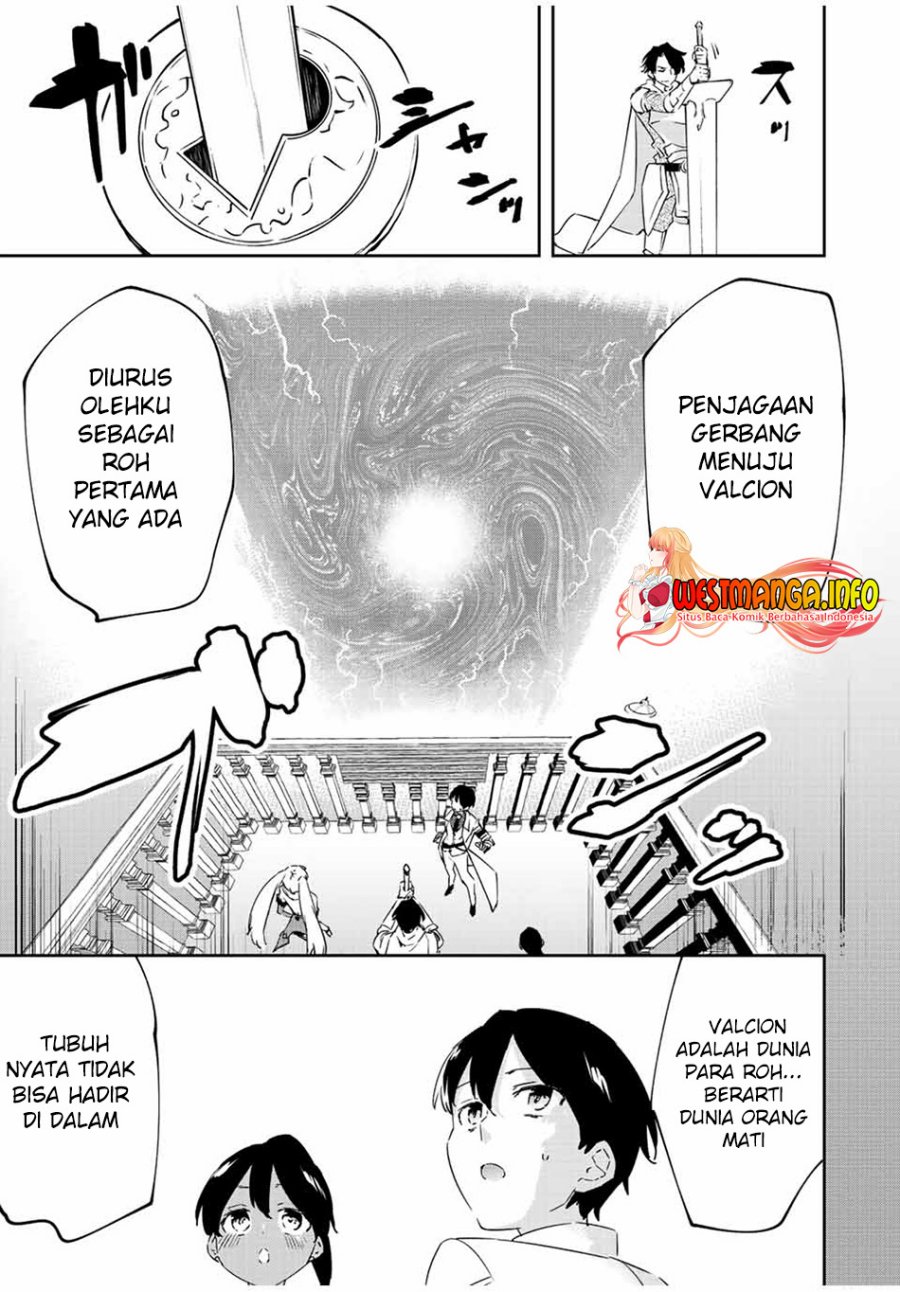 スッ
ガシャンッ
PENJAGAAN
GERBANG
MENUJU
VALCION
DIURUS
OLEHKU
SEBAGAI
ROH
PERTAMA
YANG ADA
WESTMANGA.INFO
Situs Baca Komik Berbahasa Indonesia
VALCION
ADALAH DUNIA
PARA ROH...
BERARTI
DUNIA ORANG
MATI
TUBUH
NYATA TIDAK
BISA HADIR
DI DALAM